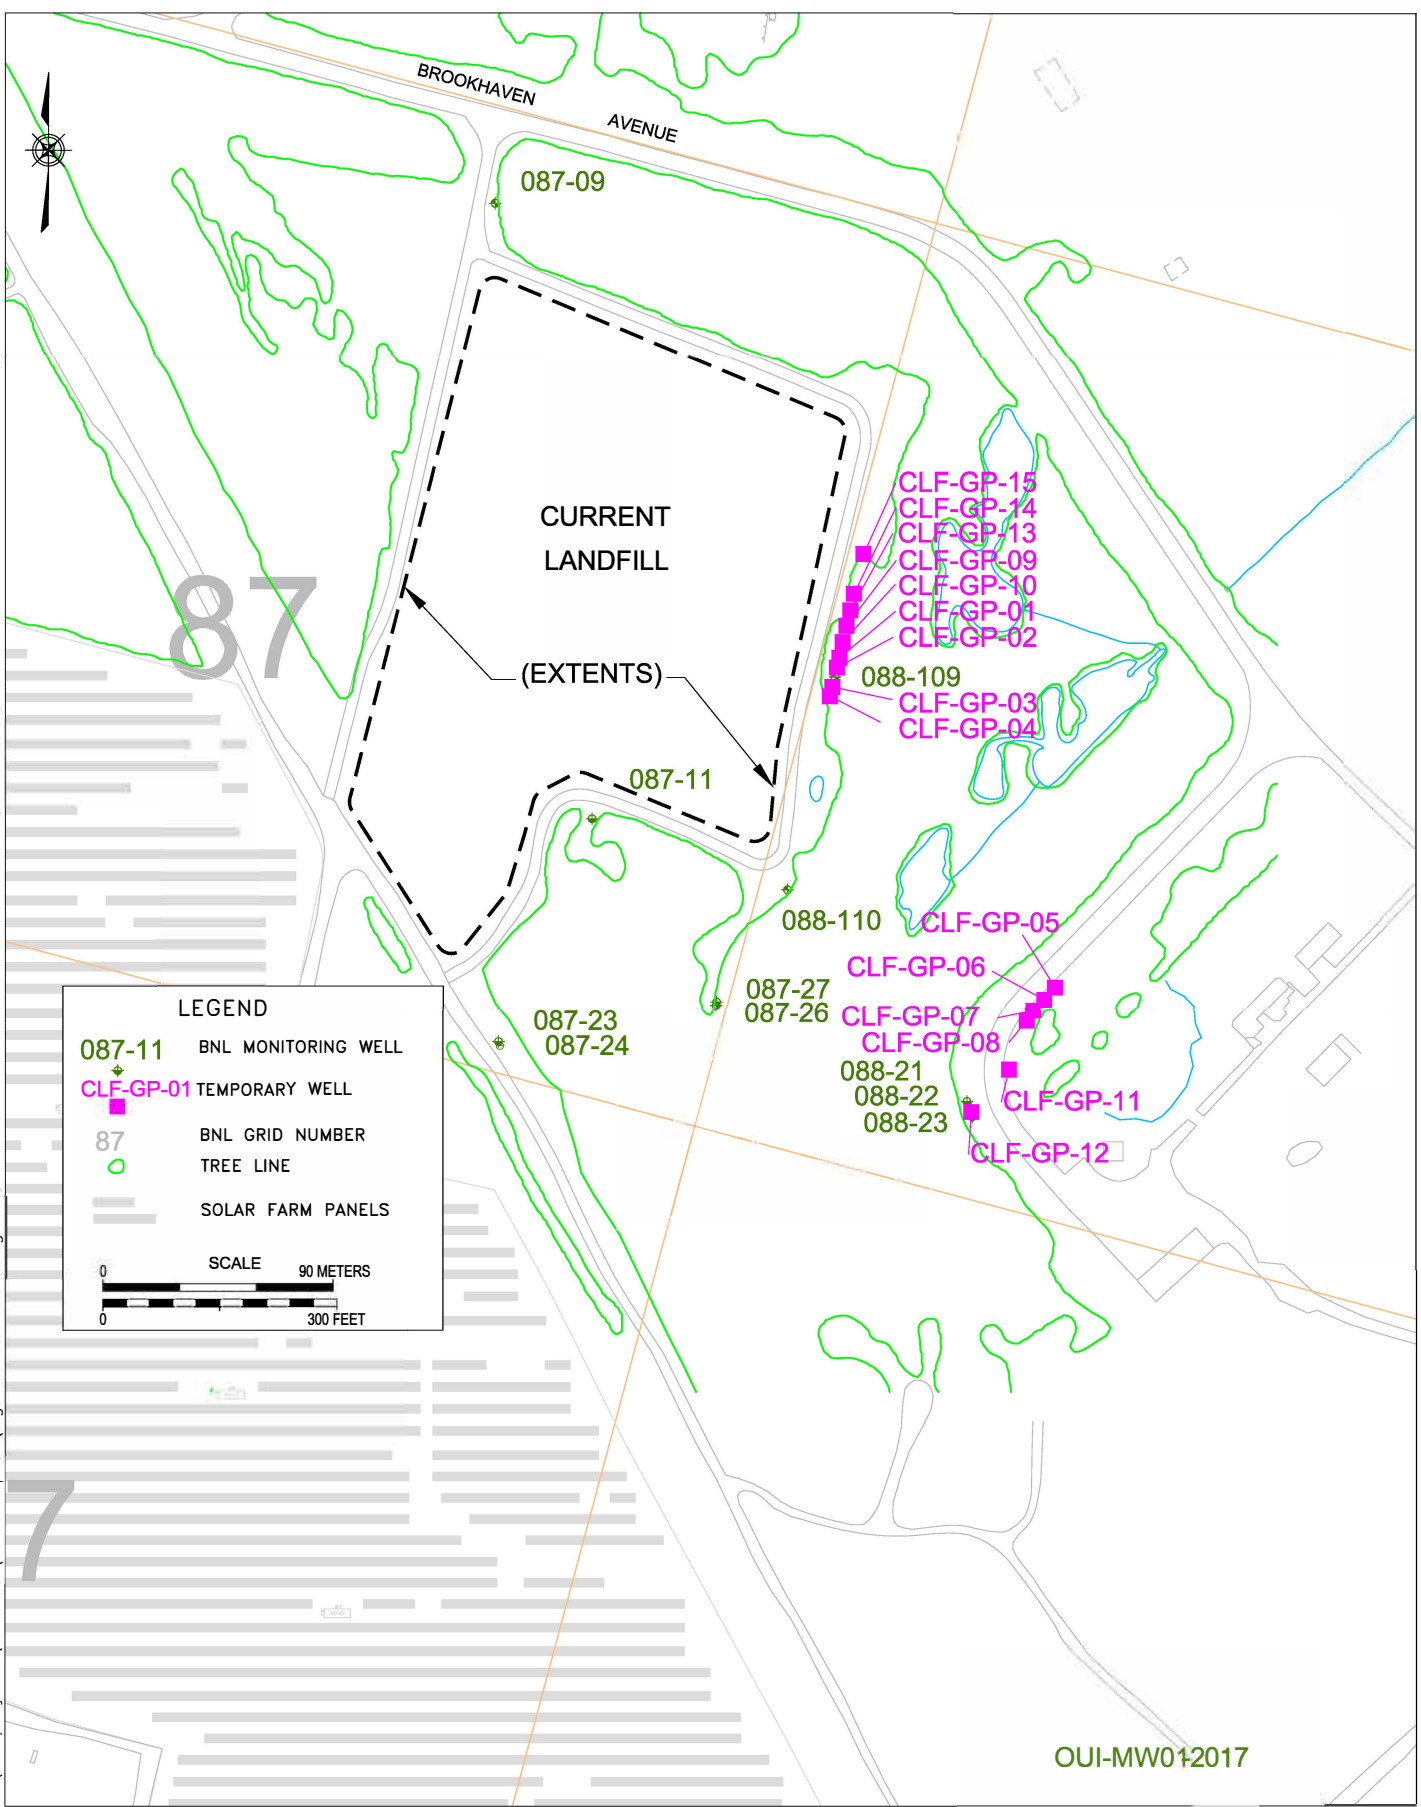 BROOKHAVEN
AVENUE
087-09
CURRENT
LANDFILL
87
(EXTENTS)
CLF-GP-15
CLF-GP-14
CLF-GP-13
CLF-GP-09
CLF-GP-10
CLF-GP-01
CLF-GP-02
088-109
CLF-GP-03
CLF-GP-04
087-11
088-110
CLF-GP-05
CLF-GP-06
CLF-GP-07
CLF-GP-08
087-27
087-26
087-23
087-24
088-21
088-22
088-23
CLF-GP-11
CLF-GP-12
LEGEND
087-11 BNL MONITORING WELL
CLF-GP-01 TEMPORARY WELL
87 BNL GRID NUMBER
TREE LINE
SOLAR FARM PANELS
SCALE
0 90 METERS
0 300 FEET
7
OUI-MW01-2017